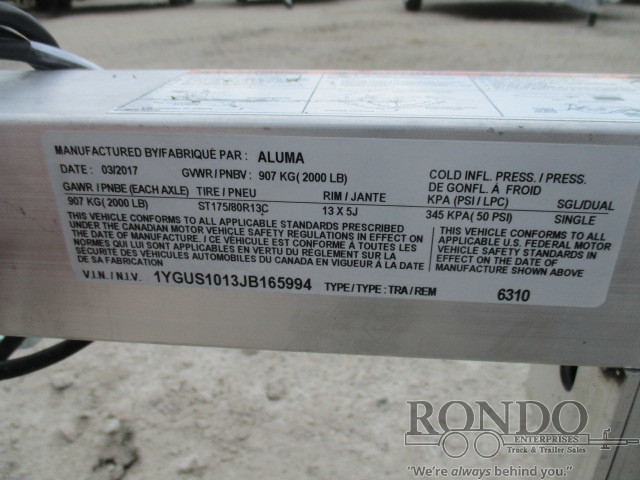 MANUFACTURED BY/FABRIQUÉ PAR : ALUMA
DATE : 03/2017 GVWR / PNBV : 907 KG( 2000 LB) COLD INFL. PRESS. / PRESS.
DE GONFL. À FROID
GAWR / PNBE (EACH AXLE) TIRE / PNEU RIM / JANTE KPA (PSI / LPC) SGL/DUAL
907 KG( 2000 LB) ST175/80R13C 13 X 5J 345 KPA( 50 PSI) SINGLE
THIS VEHICLE CONFORMS TO ALL APPLICABLE STANDARDS PRESCRIBED
UNDER THE CANADIAN MOTOR VEHICLE SAFETY REGULATIONS IN EFFECT ON
THE DATE OF MANUFACTURE. / CE VÉHICULE EST CONFORME À TOUTES LES
NORMES QUI LUI SONT APPLICABLES EN VERTU DU RÈGLEMENT SUR LA
SÉCURITÉ DES VÉHICULES AUTOMOBILES DU CANADA EN VIGUEUR À LA DATE
DE SA FABRICATION
THIS VEHICLE CONFORMS TO ALL
APPLICABLE U.S. FEDERAL MOTOR
VEHICLE SAFETY STANDARDS IN
EFFECT ON THE DATE OF
MANUFACTURE SHOWN ABOVE
V.I.N. / N.I.V. 1YGUS1013JB165994 TYPE / TYPE : TRA / REM 6310
RONDO
ENTERPRISES
Truck & Trailer Sales
"We're always behind you."